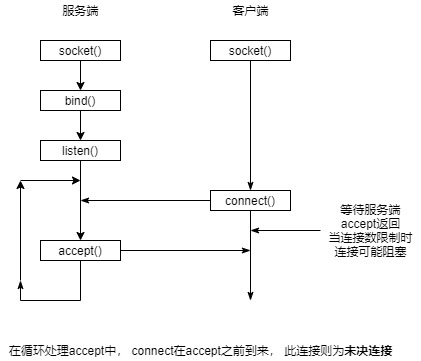 服务端
客户端
socket()
socket()
bind()
listen()
connect()
等待服务端
accept返回
当连接数限制时
连接可能阻塞
accept()
在循环处理accept中， connect在accept之前到来， 此连接则为未决连接